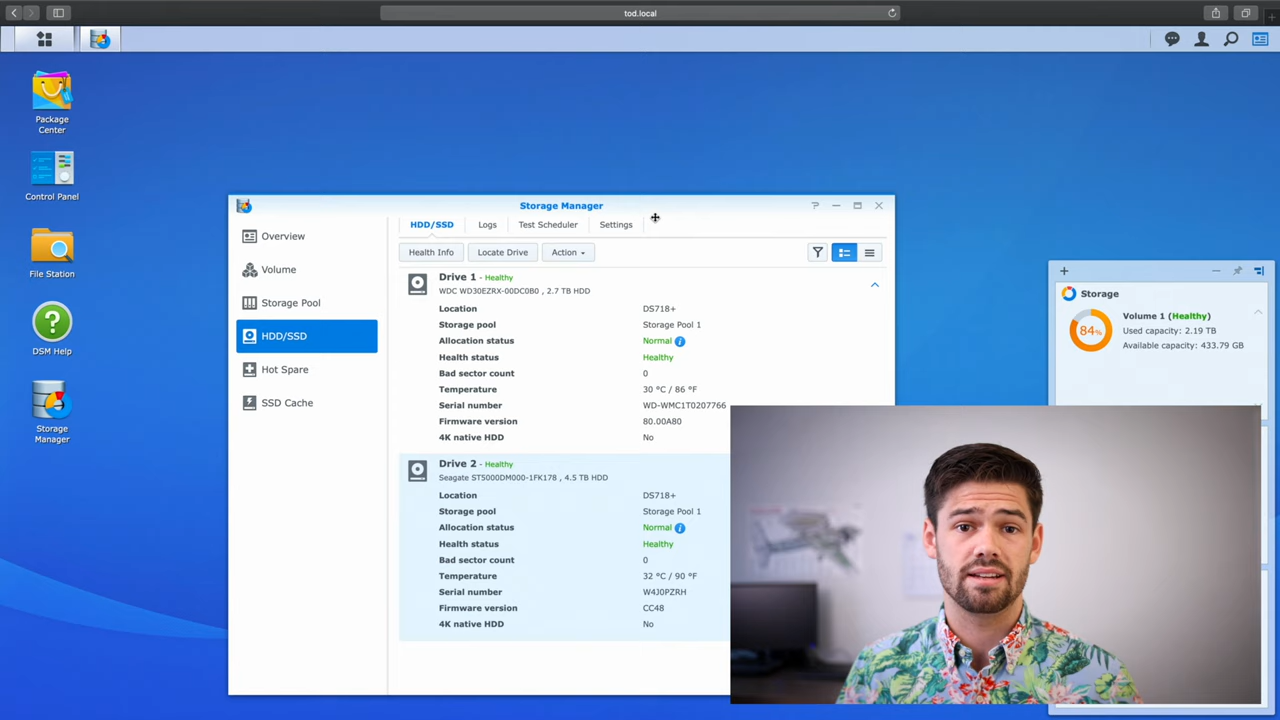 tod.local
Package
Center
Control Panel
File Station
DSM Help
Storage
Manager
Storage Manager
Overview
Volume
Storage Pool
HDD/SSD
Hot Spare
SSD Cache
HDD/SSD Logs Test Scheduler Settings
Health Info Locate Drive Action
Drive 1 - Healthy
WDC WD30EZRX-00DC0B0 , 2.7 TB HDD
Location DS718+
Storage pool Storage Pool 1
Allocation status Normal
Health status Healthy
Bad sector count 0
Temperature 30 °C / 86 °F
Serial number WD-WMC1T0207766
Firmware version 80.00A80
4K native HDD No
Drive 2 - Healthy
Seagate ST5000DM000-1FK178 , 4.5 TB HDD
Location DS718+
Storage pool Storage Pool 1
Allocation status Normal
Health status Healthy
Bad sector count 0
Temperature 32 °C / 90 °F
Serial number W4J0PZRH
Firmware version CC48
4K native HDD No
Storage
84%
Volume 1 (Healthy)
Used capacity: 2.19 TB
Available capacity: 433.79 GB